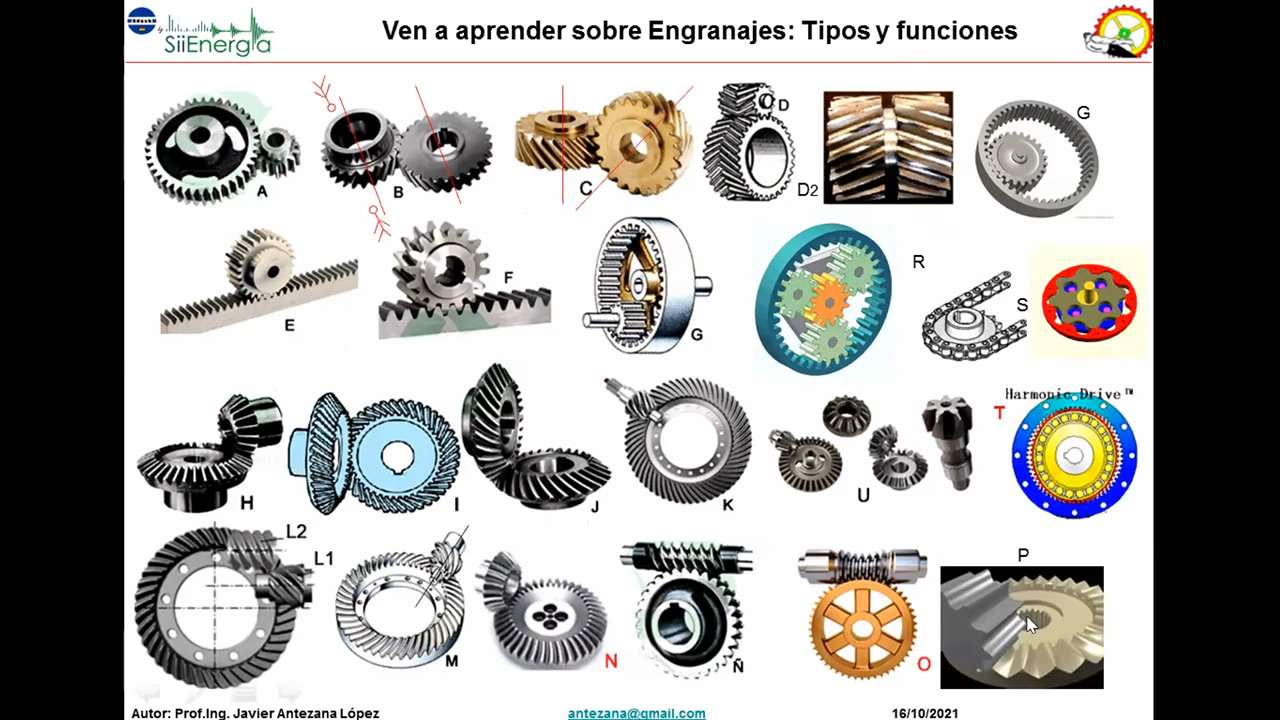 SiiEnergía
Ven a aprender sobre Engranajes: Tipos y funciones
A
B
C
D
D2
G
E
F
G
R
S
H
I
J
K
U
Harmonic Drive™
T
L2
L1
M
N
Ñ
O
P
Autor: Prof.Ing. Javier Antezana López
antezana@gmail.com
16/10/2021